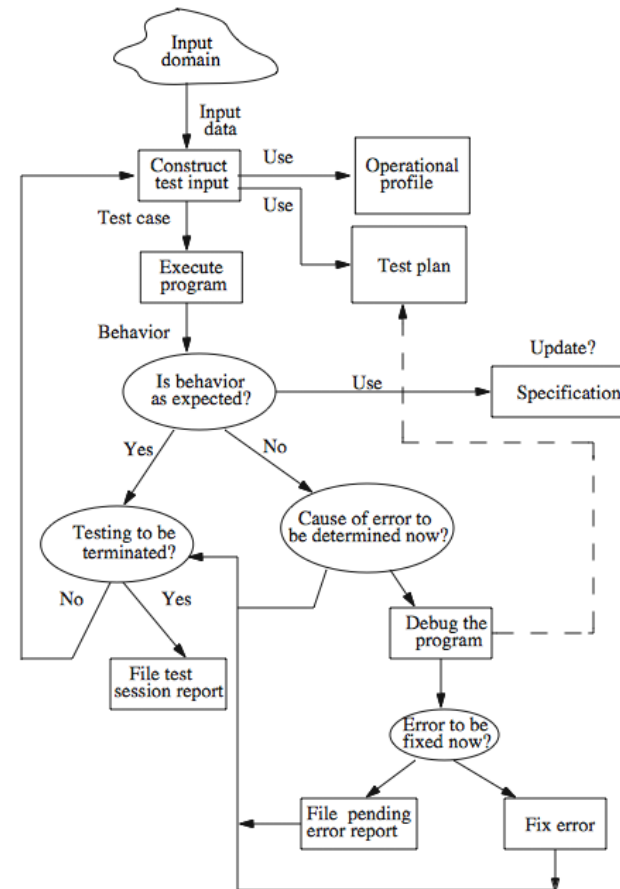 Input
domain
Input
data
Construct
test input
Use
Operational
profile
Use
Test case
Test plan
Execute
program
Behavior
Update?
Is behavior
as expected?
Use
Specification
Yes
No
Testing to be
terminated?
Cause of error to
be determined now?
No
Yes
Debug the
program
File test
session report
Error to be
fixed now?
File pending
error report
Fix error